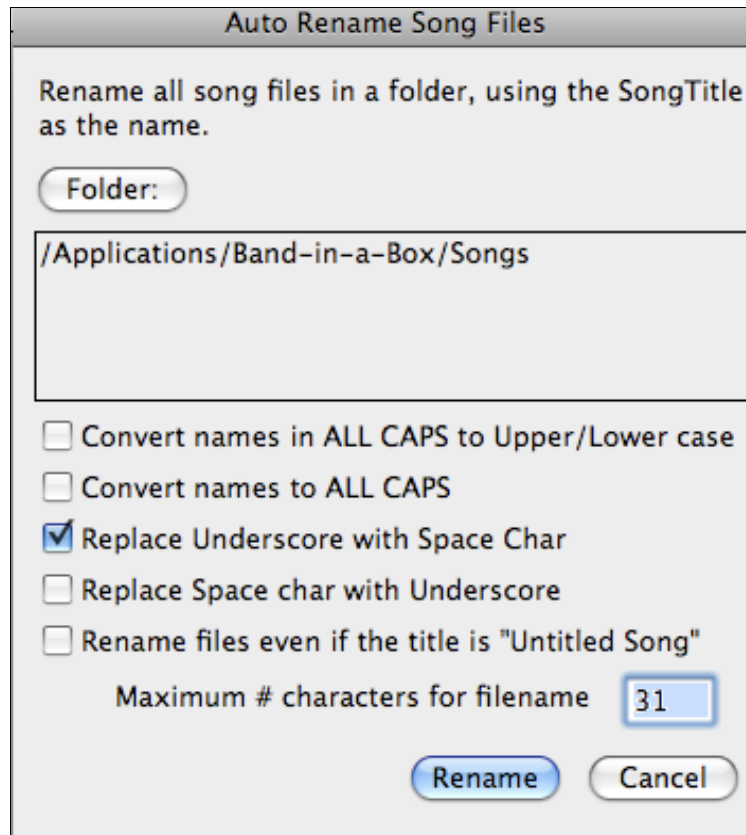 Auto Rename Song Files
Rename all song files in a folder, using the SongTitle
as the name.
Folder:
/Applications/Band-in-a-Box/Songs
Convert names in ALL CAPS to Upper/Lower case
Convert names to ALL CAPS
Replace Underscore with Space Char
Replace Space char with Underscore
Rename files even if the title is "Untitled Song"
Maximum # characters for filename 31
Rename Cancel